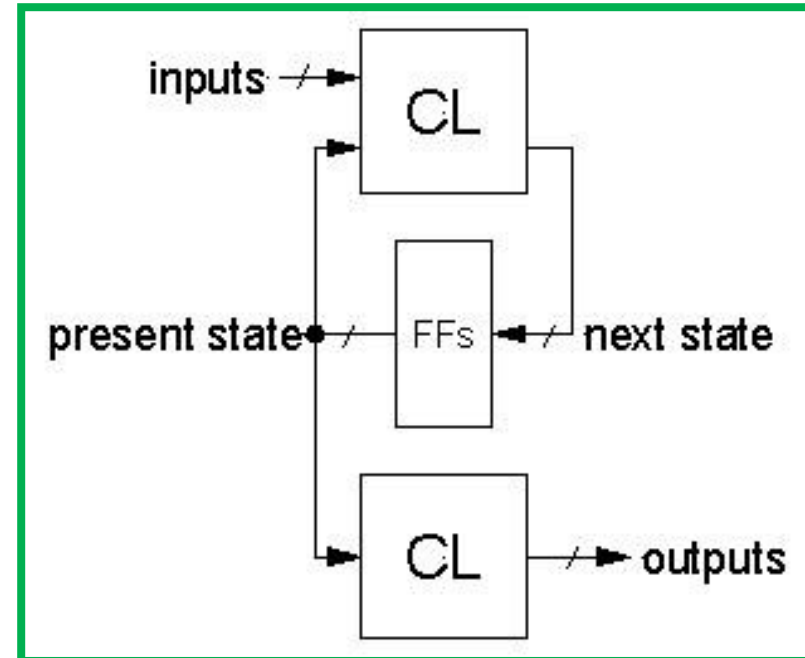 inputs
CL
present state
FFs
next state
CL
outputs